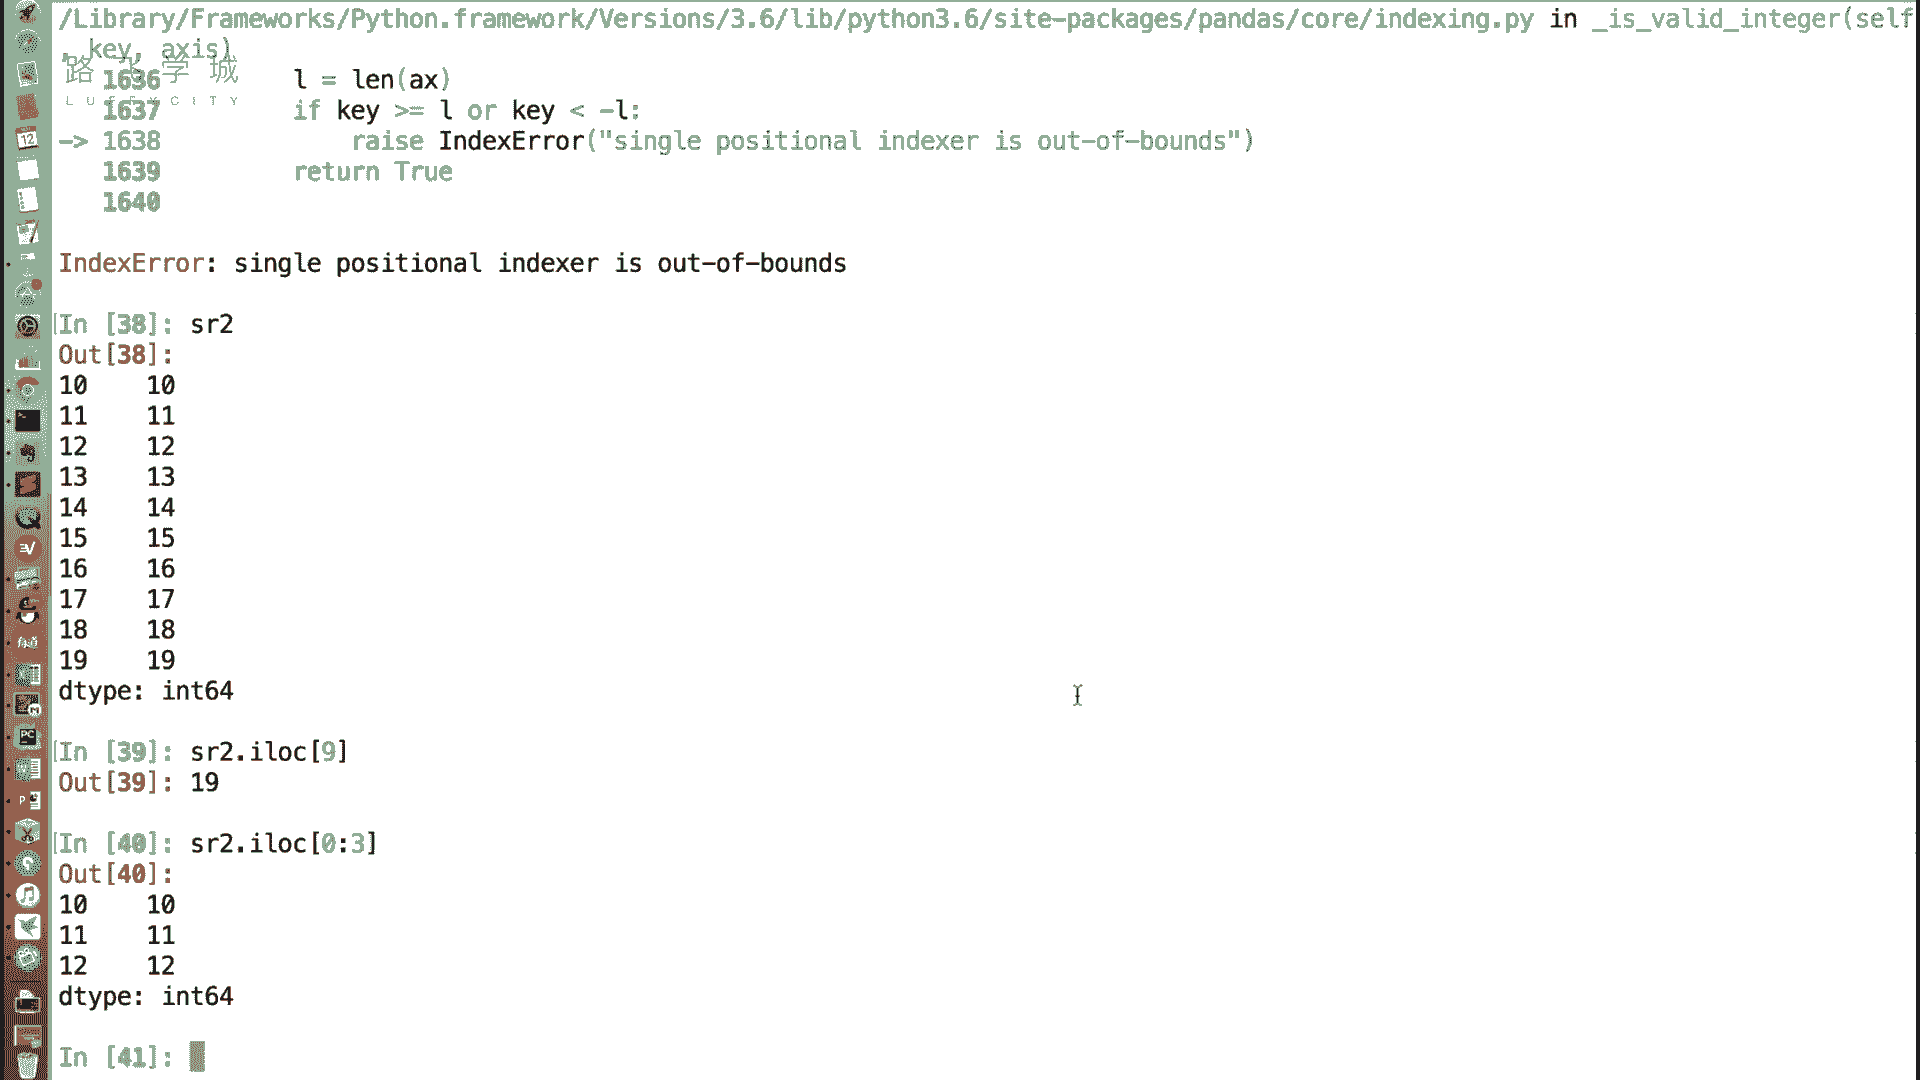 /Library/Frameworks/Python.framework/Versions/3.6/lib/python3.6/site-packages/pandas/core/indexing.py in _is_valid_integer(self
, key, axis)
路飞学城
LUFFYCITY
1636         l = len(ax)
1637         if key >= l or key < -l:
-> 1638             raise IndexError("single positional indexer is out-of-bounds")
1639         return True
1640
IndexError: single positional indexer is out-of-bounds
[In [38]: sr2
Out[38]:
10    10
11    11
12    12
13    13
14    14
15    15
16    16
17    17
18    18
19    19
dtype: int64
[In [39]: sr2.iloc[9]
Out[39]: 19
[In [40]: sr2.iloc[0:3]
Out[40]:
10    10
11    11
12    12
dtype: int64
In [41]: